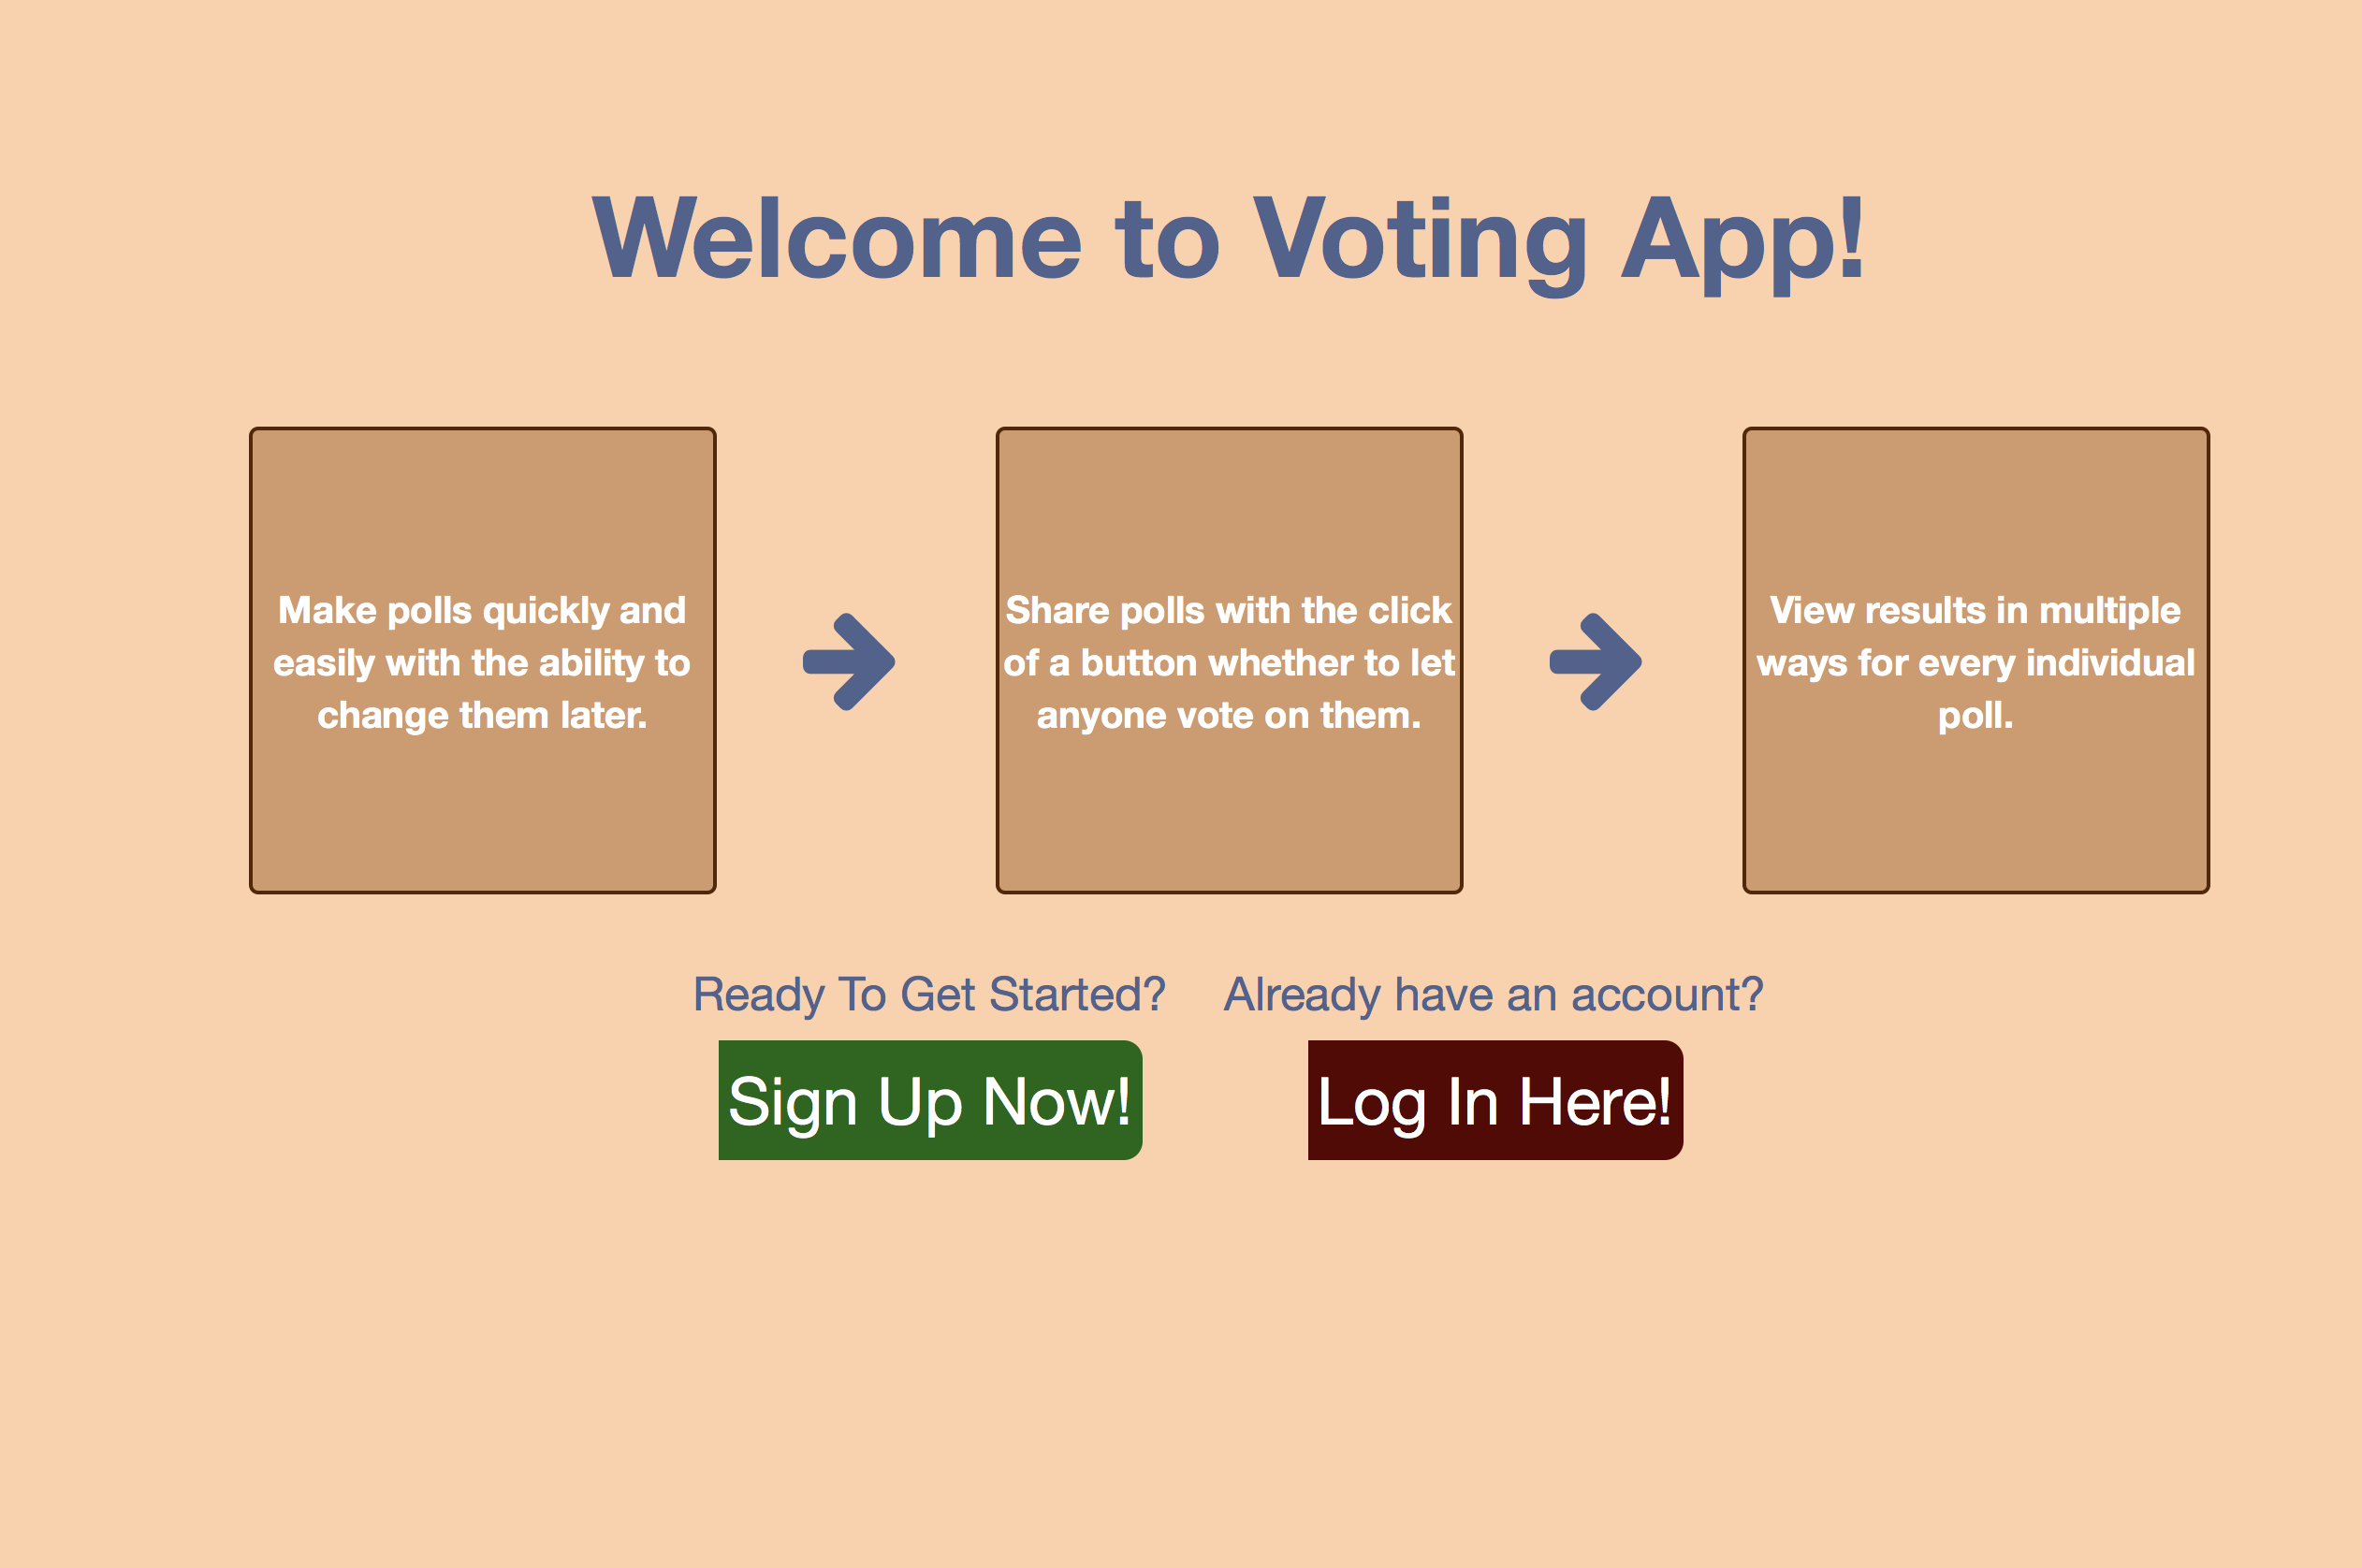 Welcome to Voting App!
Make polls quickly and
easily with the ability to
change them later.
Share polls with the click
of a button whether to let
anyone vote on them.
View results in multiple
ways for every individual
poll.
Ready To Get Started?
Sign Up Now!
Already have an account?
Log In Here!